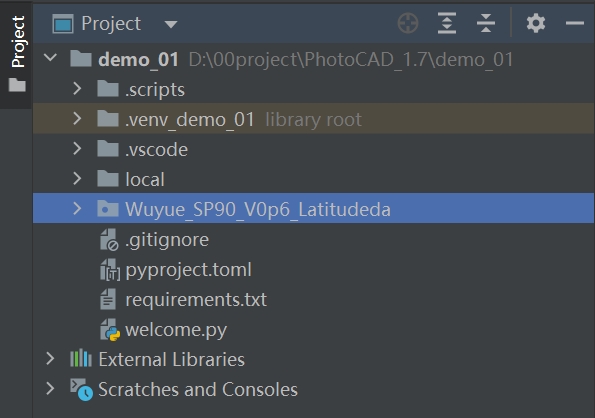 Project
Project
demo_01 D:\00project\PhotoCAD_1.7\demo_01
.scripts
.venv_demo_01 library root
.vscode
local
Wuyue_SP90_V0p6_Latitudeda
.gitignore
pyproject.toml
requirements.txt
welcome.py
External Libraries
Scratches and Consoles